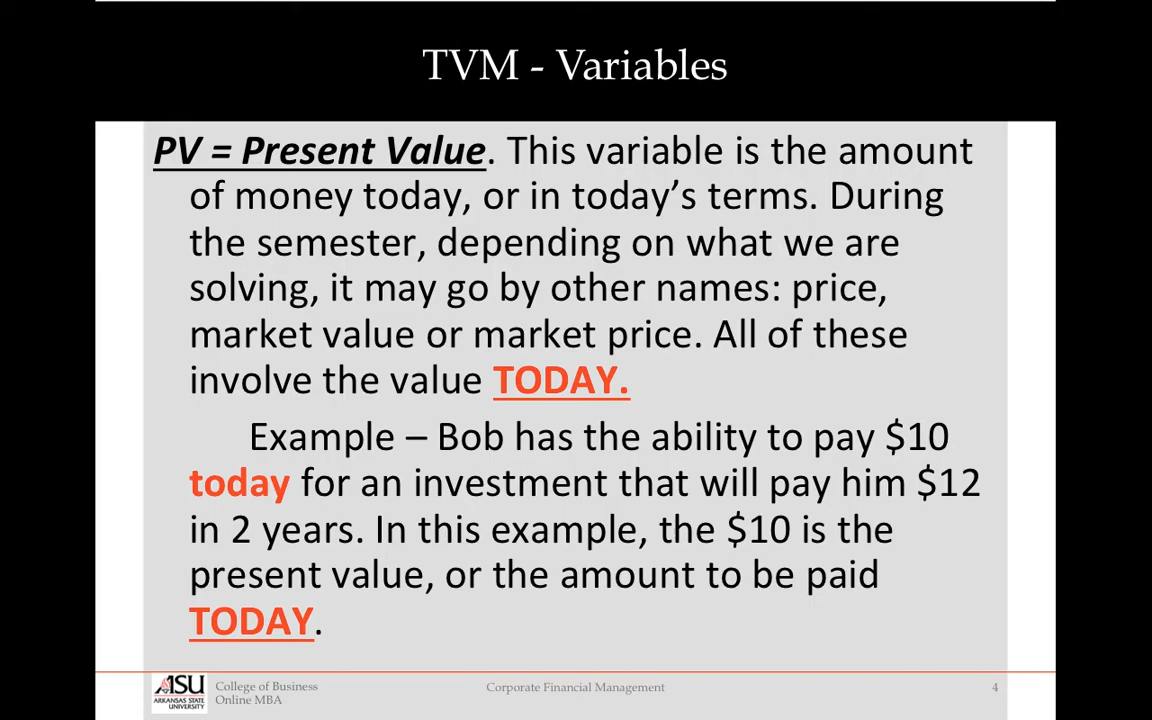 TVM - Variables
PV = Present Value. This variable is the amount
of money today, or in today’s terms. During
the semester, depending on what we are
solving, it may go by other names: price,
market value or market price. All of these
involve the value TODAY.
Example – Bob has the ability to pay $10
today for an investment that will pay him $12
in 2 years. In this example, the $10 is the
present value, or the amount to be paid
TODAY.
ASU
ARKANSAS STATE
UNIVERSITY
College of Business
Online MBA
Corporate Financial Management
4